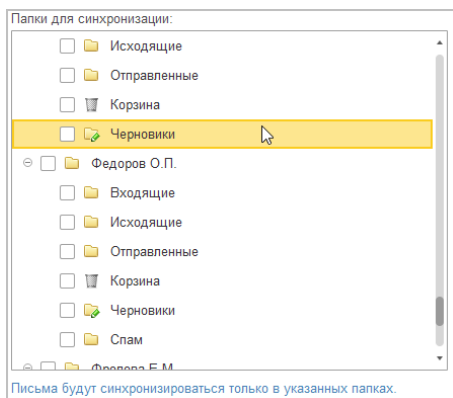 Папки для синхронизации:
Исходящие
Отправленные
Корзина
Черновики
Федоров О.П.
Входящие
Исходящие
Отправленные
Корзина
Черновики
Спам
Фролова Е.М.
Письма будут синхронизироваться только в указанных папках.